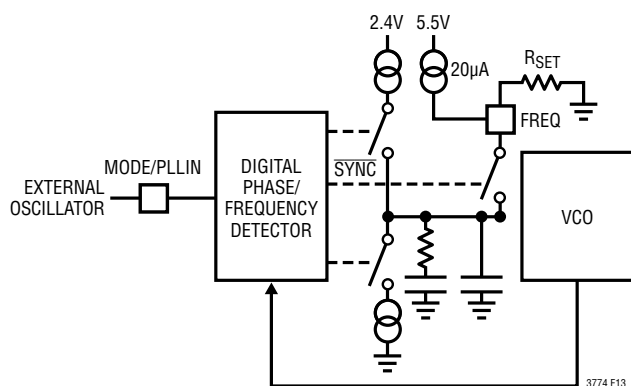 2.4V 5.5V
RSET
20µA
FREQ
DIGITAL
PHASE/
FREQUENCY
DETECTOR
SYNC
MODE/PLLIN
EXTERNAL
OSCILLATOR
VCO
3774 F13